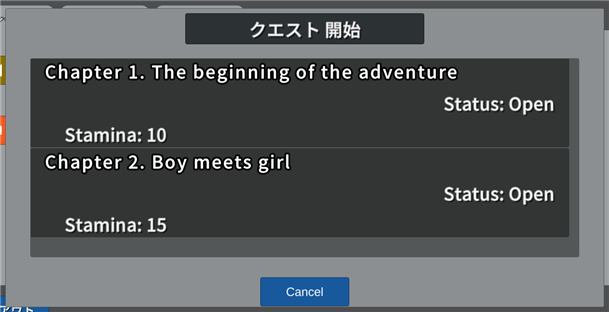 クエスト 開始
Chapter 1. The beginning of the adventure
Status: Open
Stamina: 10
Chapter 2. Boy meets girl
Status: Open
Stamina: 15
Cancel